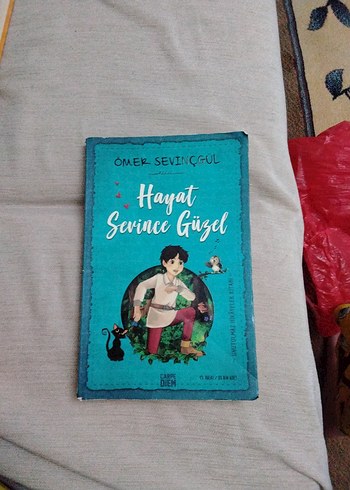 ÖMER SEVİNÇGÜL
Hayat
Sevince Güzel
CARPE
DIEM